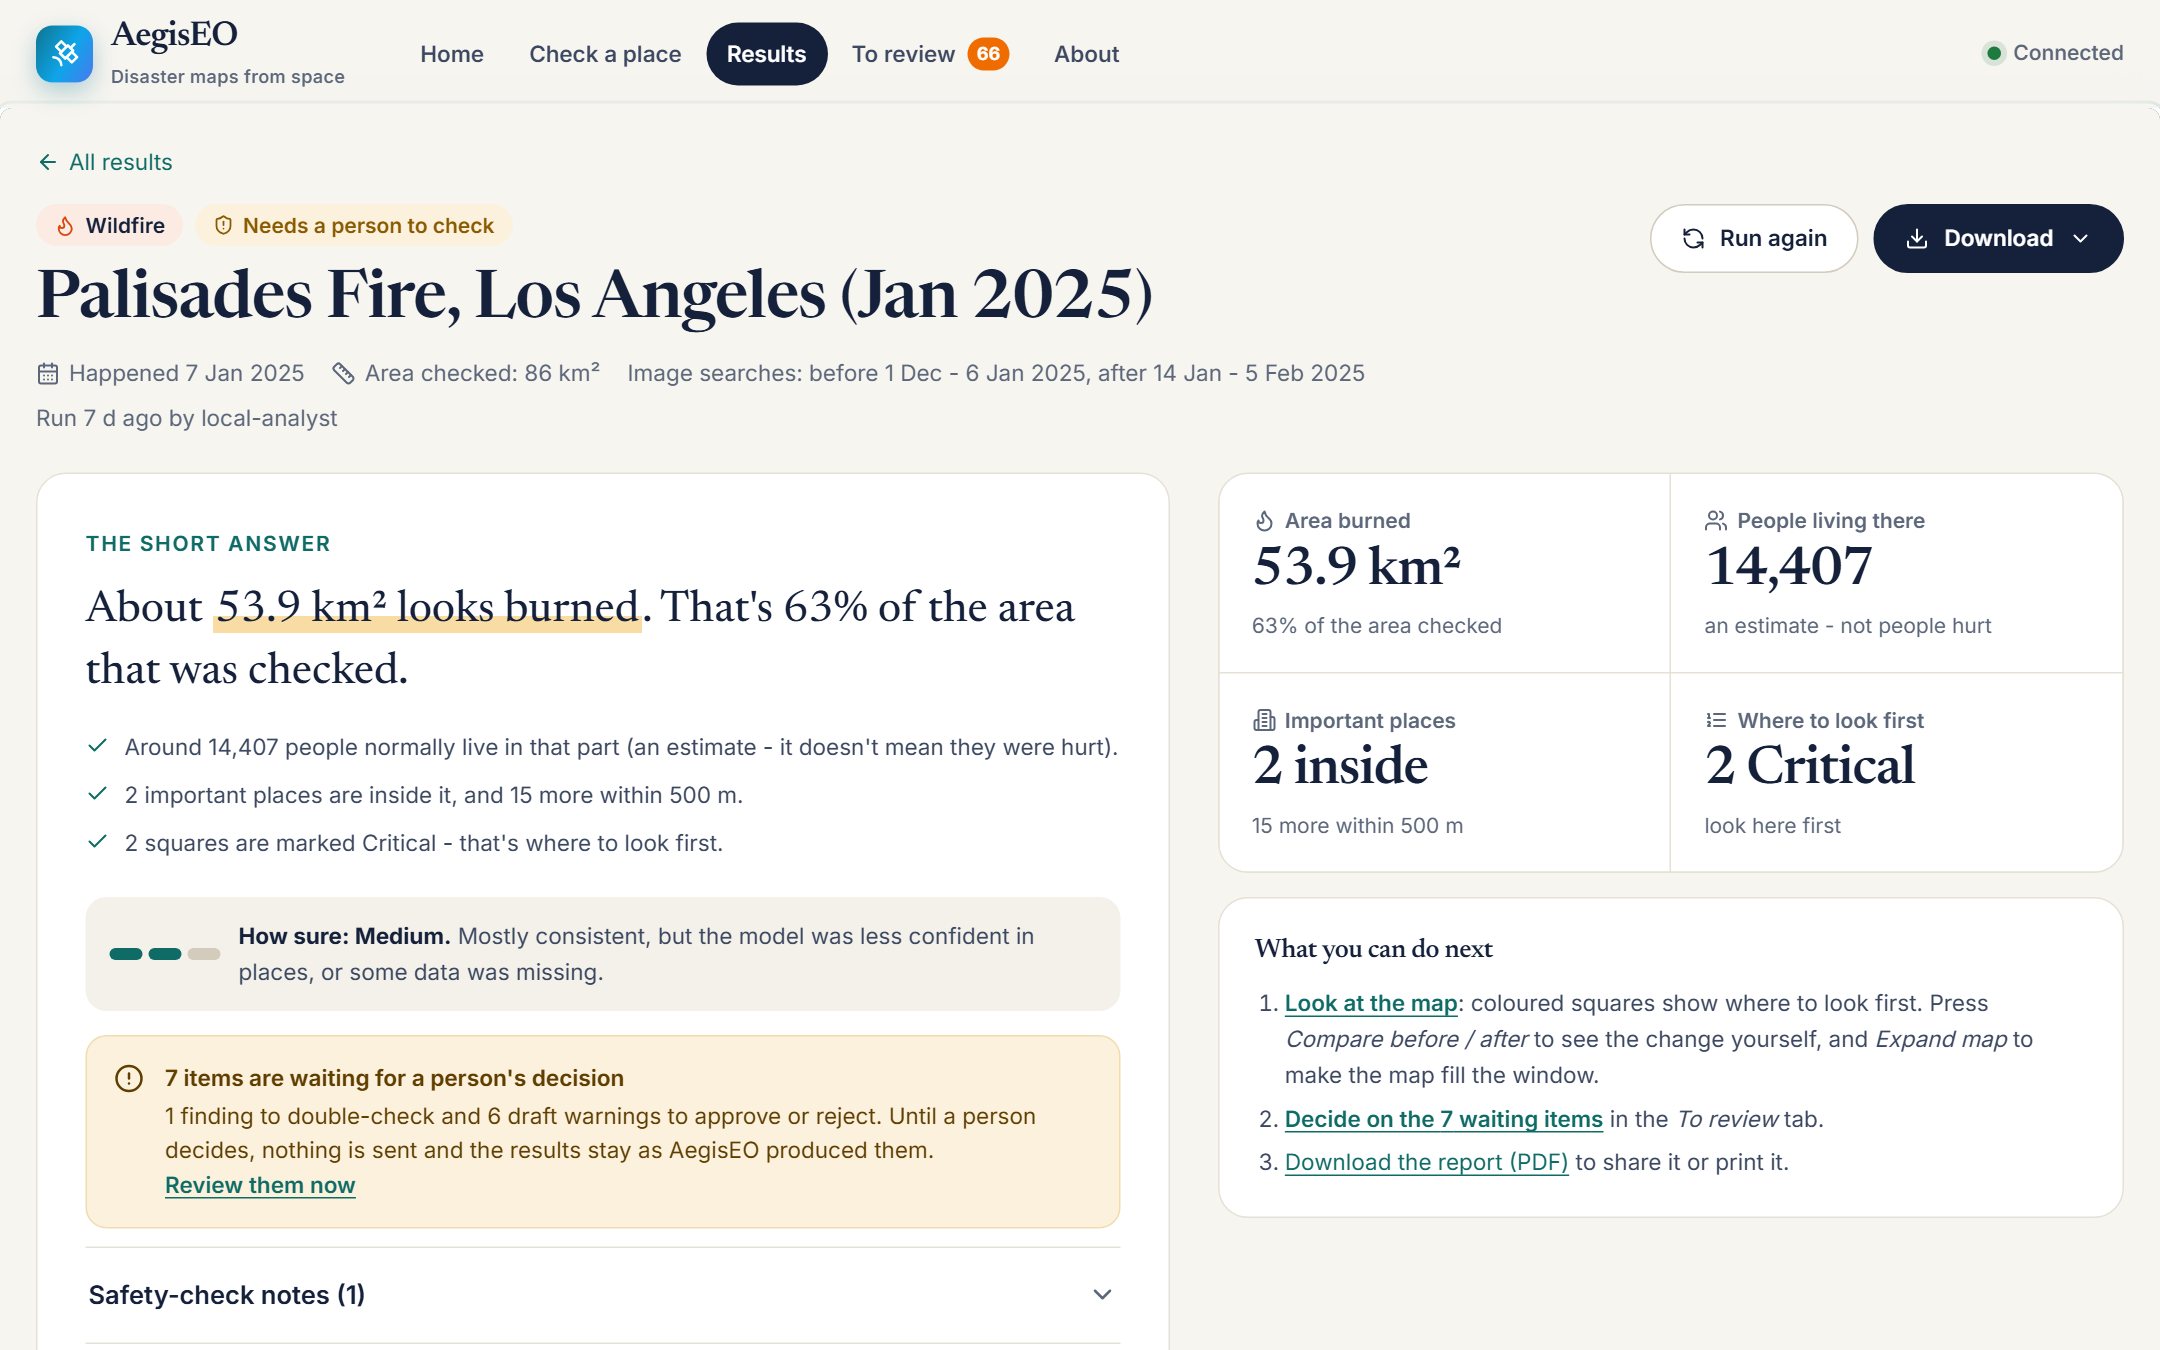 AegisEO
Disaster maps from space
Home
Check a place
Results
To review 66
About
Connected
All results
Wildfire
Needs a person to check
Run again
Download
Palisades Fire, Los Angeles (Jan 2025)
Happened 7 Jan 2025
Area checked: 86 km²
Image searches: before 1 Dec - 6 Jan 2025, after 14 Jan - 5 Feb 2025
Run 7 d ago by local-analyst
THE SHORT ANSWER
About 53.9 km² looks burned. That's 63% of the area
that was checked.
Around 14,407 people normally live in that part (an estimate - it doesn't mean they were hurt).
2 important places are inside it, and 15 more within 500 m.
2 squares are marked Critical - that's where to look first.
How sure: Medium. Mostly consistent, but the model was less confident in
places, or some data was missing.
7 items are waiting for a person's decision
1 finding to double-check and 6 draft warnings to approve or reject. Until a person
decides, nothing is sent and the results stay as AegisEO produced them.
Review them now
Safety-check notes (1)
Area burned
53.9 km²
63% of the area checked
People living there
14,407
an estimate - not people hurt
Important places
2 inside
15 more within 500 m
Where to look first
2 Critical
look here first
What you can do next
1. Look at the map: coloured squares show where to look first. Press
Compare before / after to see the change yourself, and Expand map to
make the map fill the window.
2. Decide on the 7 waiting items in the To review tab.
3. Download the report (PDF) to share it or print it.